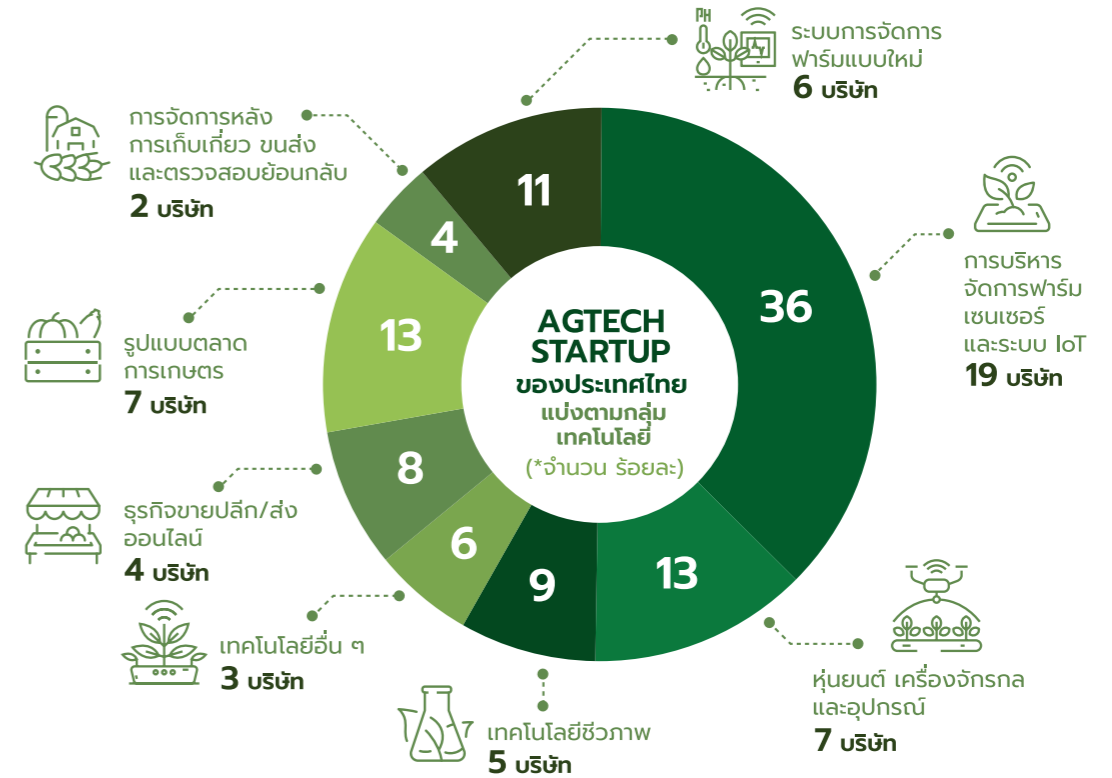 AGTECH
STARTUP
ของประเทศไทย
แบ่งตามกลุ่ม
เทคโนโลยี
(*จำนวน ร้อยละ)
PH
ระบบการจัดการ
ฟาร์มแบบใหม่
6 บริษัท
11
การบริหาร
จัดการฟาร์ม
เซนเซอร์
และระบบ IoT
19 บริษัท
36
หุ่นยนต์ เครื่องจักรกล
และอุปกรณ์
7 บริษัท
13
เทคโนโลยีชีวภาพ
5 บริษัท
9
เทคโนโลยีอื่น ๆ
3 บริษัท
6
ธุรกิจขายปลีก/ส่ง
ออนไลน์
4 บริษัท
8
รูปแบบตลาด
การเกษตร
7 บริษัท
13
การจัดการหลัง
การเก็บเกี่ยว ขนส่ง
และตรวจสอบย้อนกลับ
2 บริษัท
4